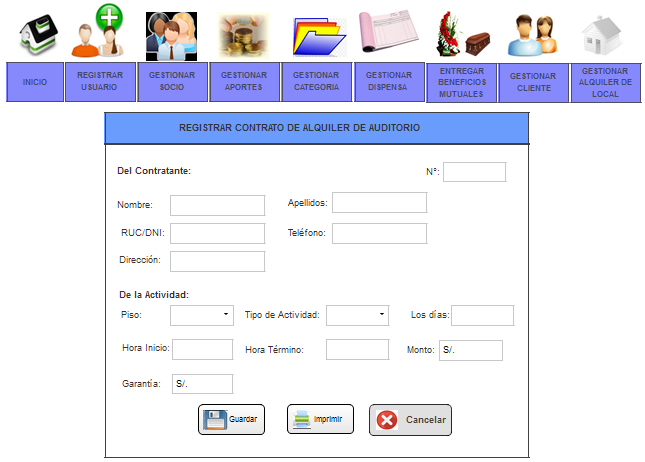 INICIO
REGISTRAR
USUARIO
GESTIONAR
SOCIO
GESTIONAR
APORTES
GESTIONAR
CATEGORIA
GESTIONAR
DISPENSA
ENTREGAR
BENEFICIOS
MUTUALES
GESTIONAR
CLIENTE
GESTIONAR
ALQUILER DE
LOCAL
REGISTRAR CONTRATO DE ALQUILER DE AUDITORIO
Del Contratante: N°:
Nombre: Apellidos:
RUC/DNI: Teléfono:
Dirección:
De la Actividad:
Piso: Tipo de Actividad: Los días:
Hora Inicio: Hora Término: Monto: S/.
Garantía: S/.
Guardar Imprimir Cancelar